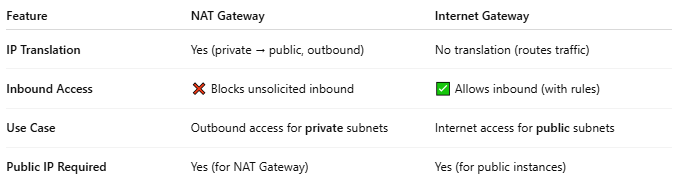 Feature NAT Gateway Internet Gateway
IP Translation Yes (private → public, outbound) No translation (routes traffic)
Inbound Access ❌ Blocks unsolicited inbound ✅ Allows inbound (with rules)
Use Case Outbound access for private subnets Internet access for public subnets
Public IP Required Yes (for NAT Gateway) Yes (for public instances)